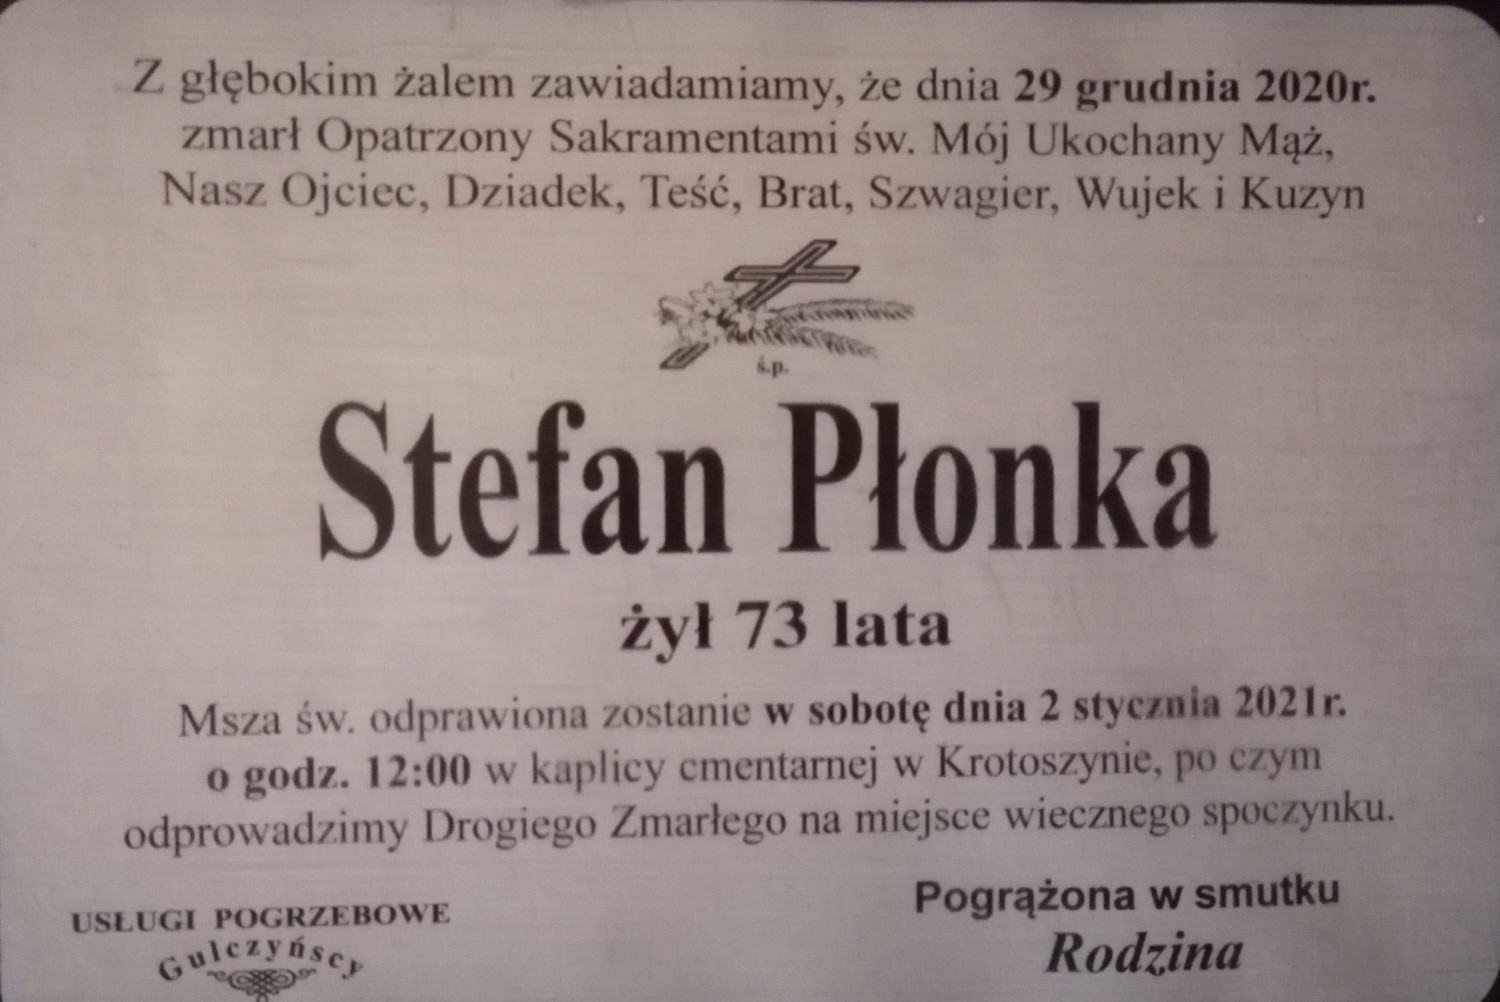 Z głębokim żalem zawiadamiamy, że dnia 29 grudnia 2020r.
zmarł Opatrzony Sakramentami św. Mój Ukochany Mąż,
Nasz Ojciec, Dziadek, Teść, Brat, Szwagier, Wujek i Kuzyn
ś.p.
Stefan Płonka
żył 73 lata
Msza św. odprawiona zostanie w sobotę dnia 2 stycznia 2021r.
o godz. 12:00 w kaplicy cmentarnej w Krotoszynie, po czym
odprowadzimy Drogiego Zmarłego na miejsce wiecznego spoczynku.
Pogrążona w smutku
Rodzina
USŁUGI POGRZEBOWE
Gulczyńscy